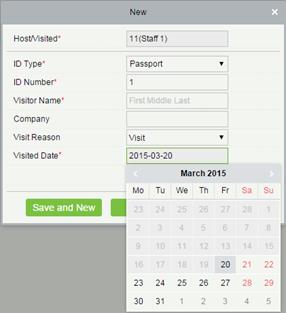 New ×
Host/Visited* 11(Staff 1)
ID Type* Passport
ID Number* 1
Visitor Name* First Middle Last
Company
Visit Reason Visit
Visited Date* 2015-03-20
March 2015
Mo Tu We Th Fr Sa Su
23 24 25 26 27 28 1
2 3 4 5 6 7 8
9 10 11 12 13 14 15
16 17 18 19 20 21 22
23 24 25 26 27 28 29
30 31 1 2 3 4 5
Save and New